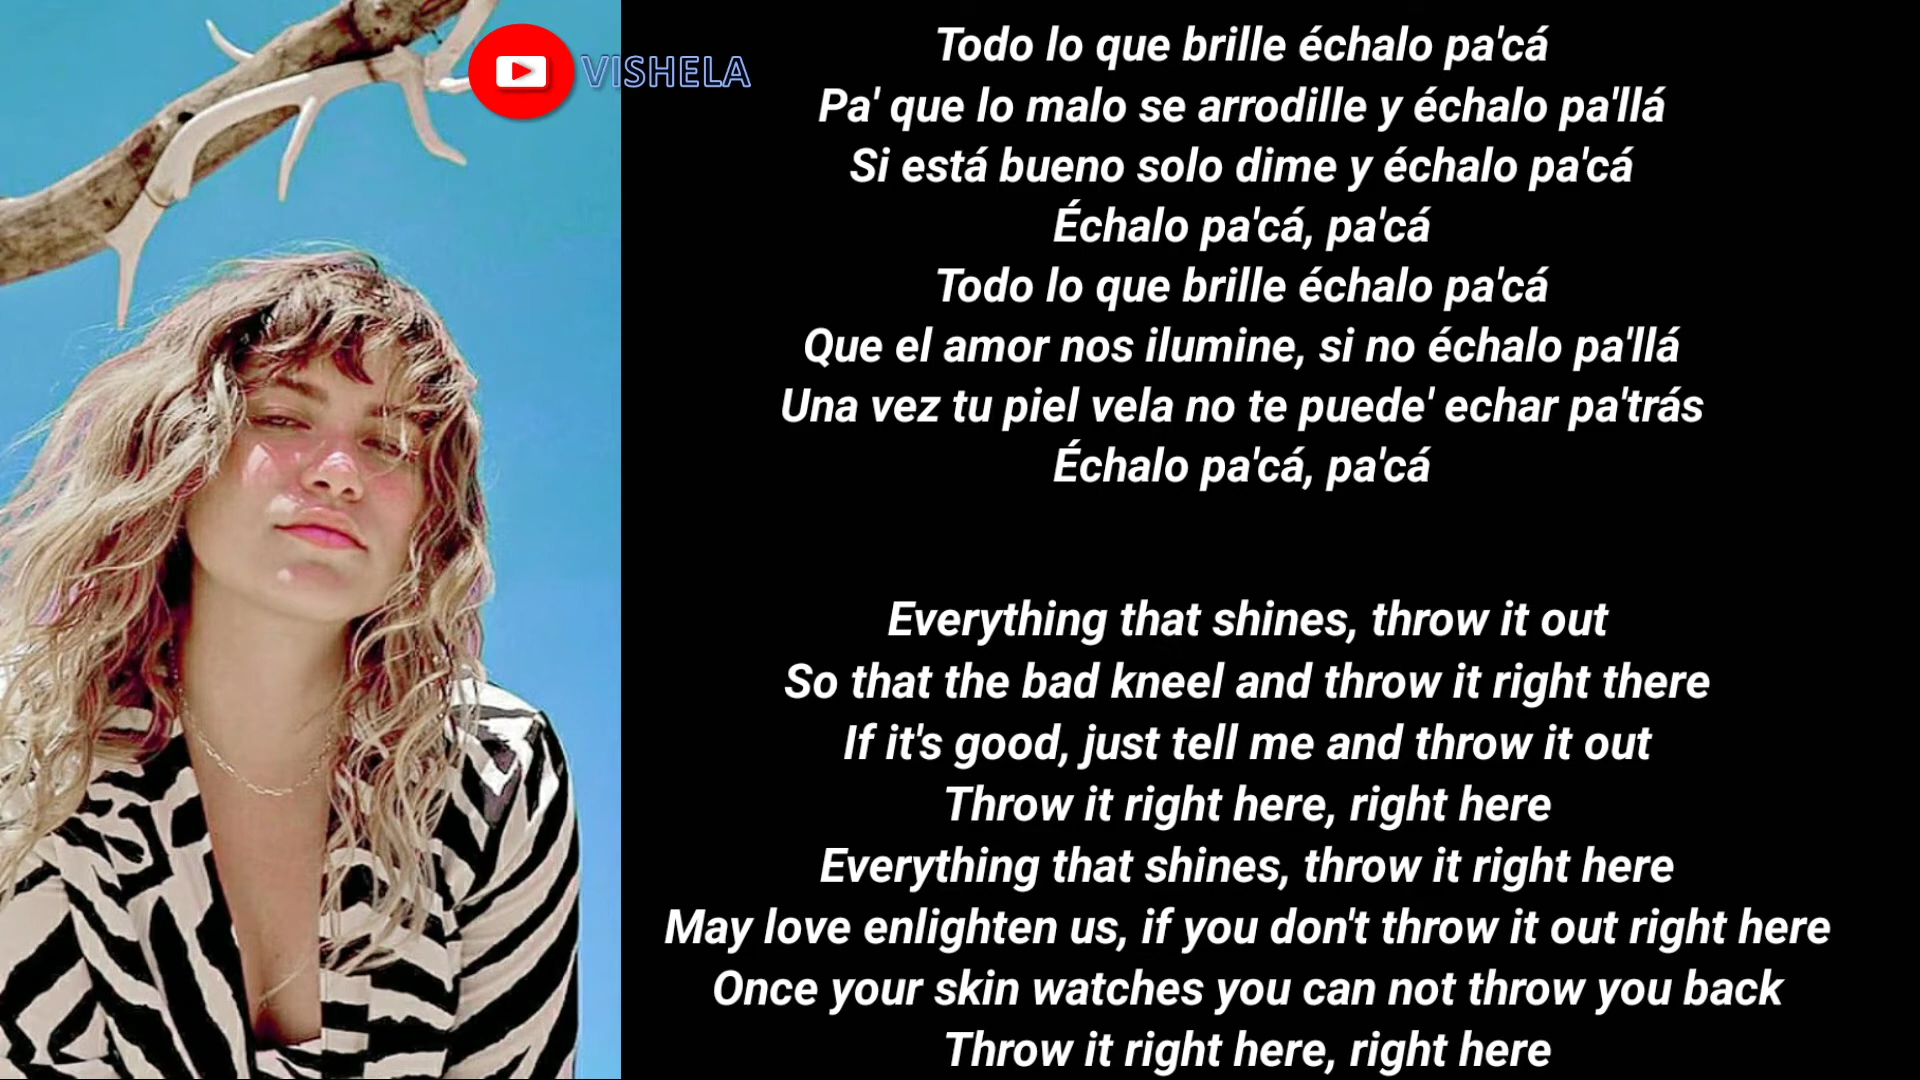 VISHELA
Todo lo que brille échalo pa'cá
Pa' que lo malo se arrodille y échalo pa'llá
Si está bueno solo dime y échalo pa'cá
Échalo pa'cá, pa'cá
Todo lo que brille échalo pa'cá
Que el amor nos ilumine, si no échalo pa'llá
Una vez tu piel vela no te puede' echar pa'trás
Échalo pa'cá, pa'cá
Everything that shines, throw it out
So that the bad kneel and throw it right there
If it's good, just tell me and throw it out
Throw it right here, right here
Everything that shines, throw it right here
May love enlighten us, if you don't throw it out right here
Once your skin watches you can not throw you back
Throw it right here, right here